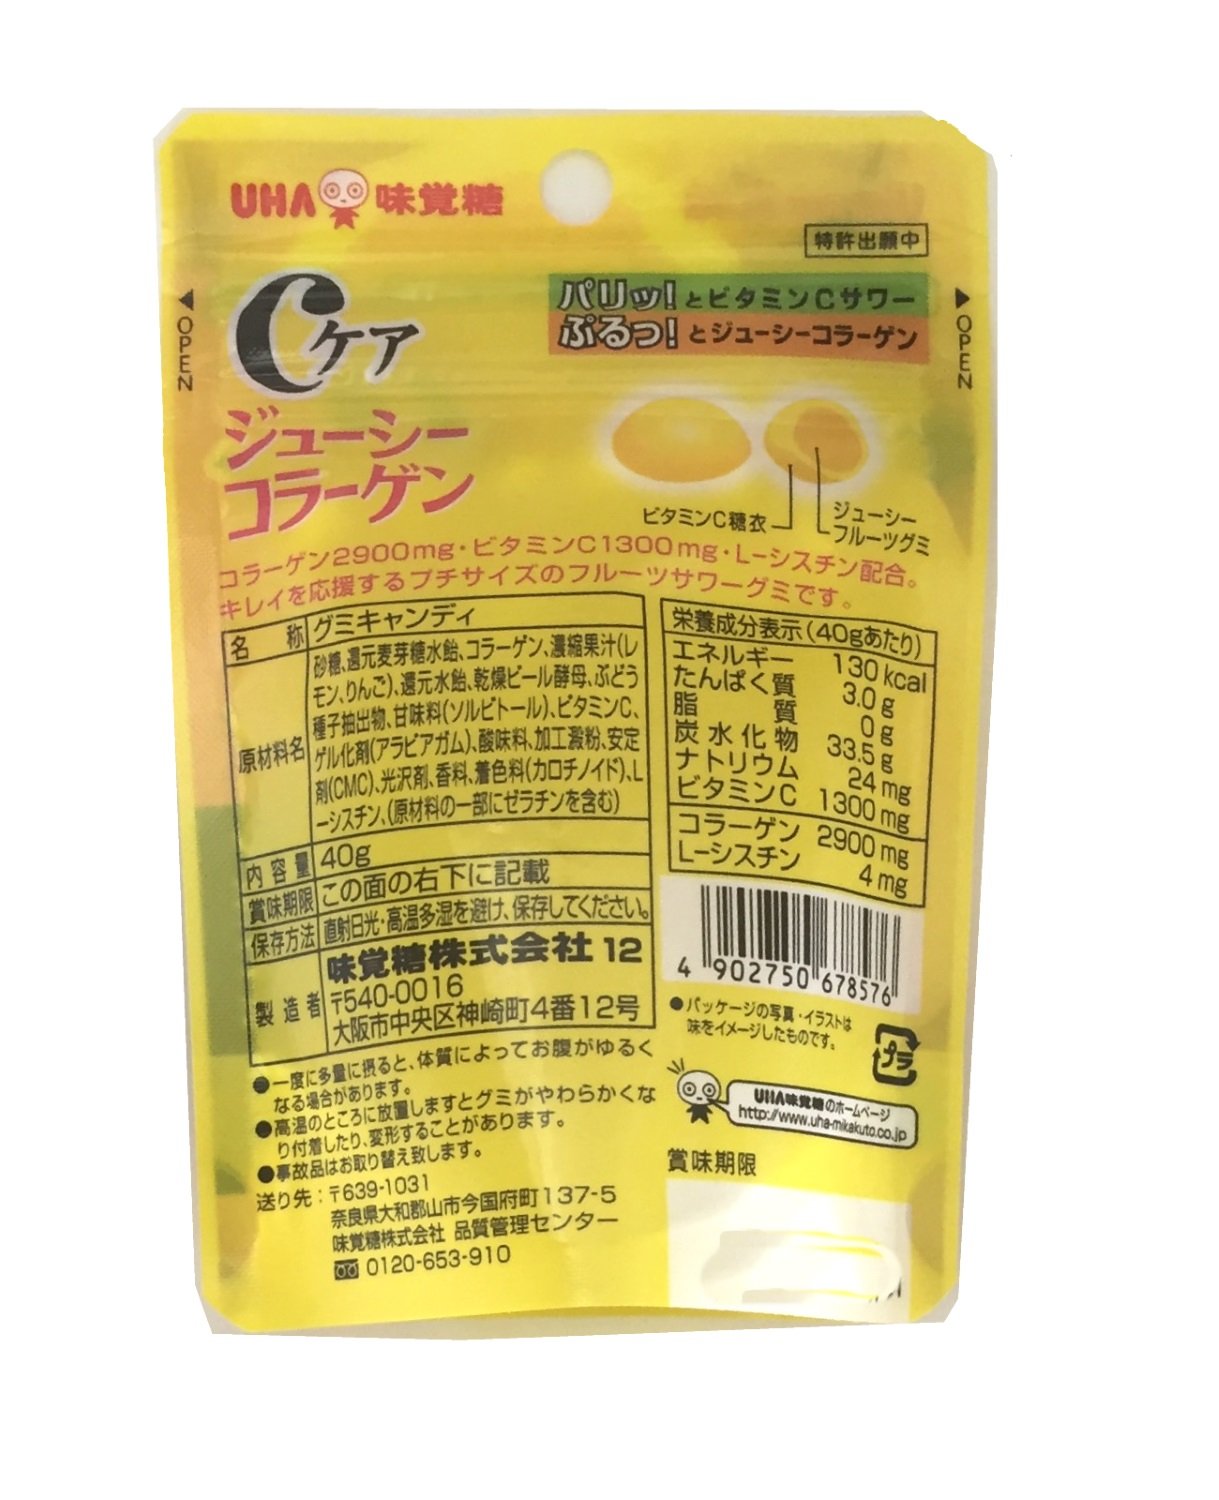 UHA味覚糖
特許出願中
OPEN
OPEN
Cケア
ジューシー
コラーゲン
パリッ!とビタミンCサワー
ぷるっ!とジューシーコラーゲン
ビタミンC糖衣
ジューシー
フルーツグミ
コラーゲン2900mg・ビタミンC1300mg・L-シスチン配合。
キレイを応援するプチサイズのフルーツサワーグミです。
名称 グミキャンディ
原材料名 砂糖、還元麦芽糖水飴、コラーゲン、濃縮果汁(レ
モン、りんご)、還元水飴、乾燥ビール酵母、ぶどう
種子抽出物、甘味料(ソルビトール)、ビタミンC、
ゲル化剤(アラビアガム)、酸味料、加工澱粉、安定
剤(CMC)、光沢剤、香料、着色料(カロチノイド)、L
-シスチン、(原材料の一部にゼラチンを含む)
内容量 40g
賞味期限 この面の右下に記載
保存方法 直射日光・高温多湿を避け、保存してください。
製造者 味覚糖株式会社 12
〒540-0016
大阪市中央区神崎町4番12号
●一度に多量に摂ると、体質によってお腹がゆるく
なる場合があります。
●高温のところに放置しますとグミがやわらかくな
り付着したり、変形することがあります。
●事故品はお取り替え致します。
送り先:〒639-1031
奈良県大和郡山市今国府町137-5
味覚糖株式会社 品質管理センター
0120-653-910
栄養成分表示(40gあたり)
エネルギー 130kcal
たんぱく質 3.0g
脂質 0g
炭水化物 33.5g
ナトリウム 24mg
ビタミンC 1300mg
コラーゲン 2900mg
L-シスチン 4mg
4 902750 678576
●パッケージの写真・イラストは
味をイメージしたものです。
プラ
UHA味覚糖のホームページ
http://www.uha-mikakuto.co.jp
賞味期限